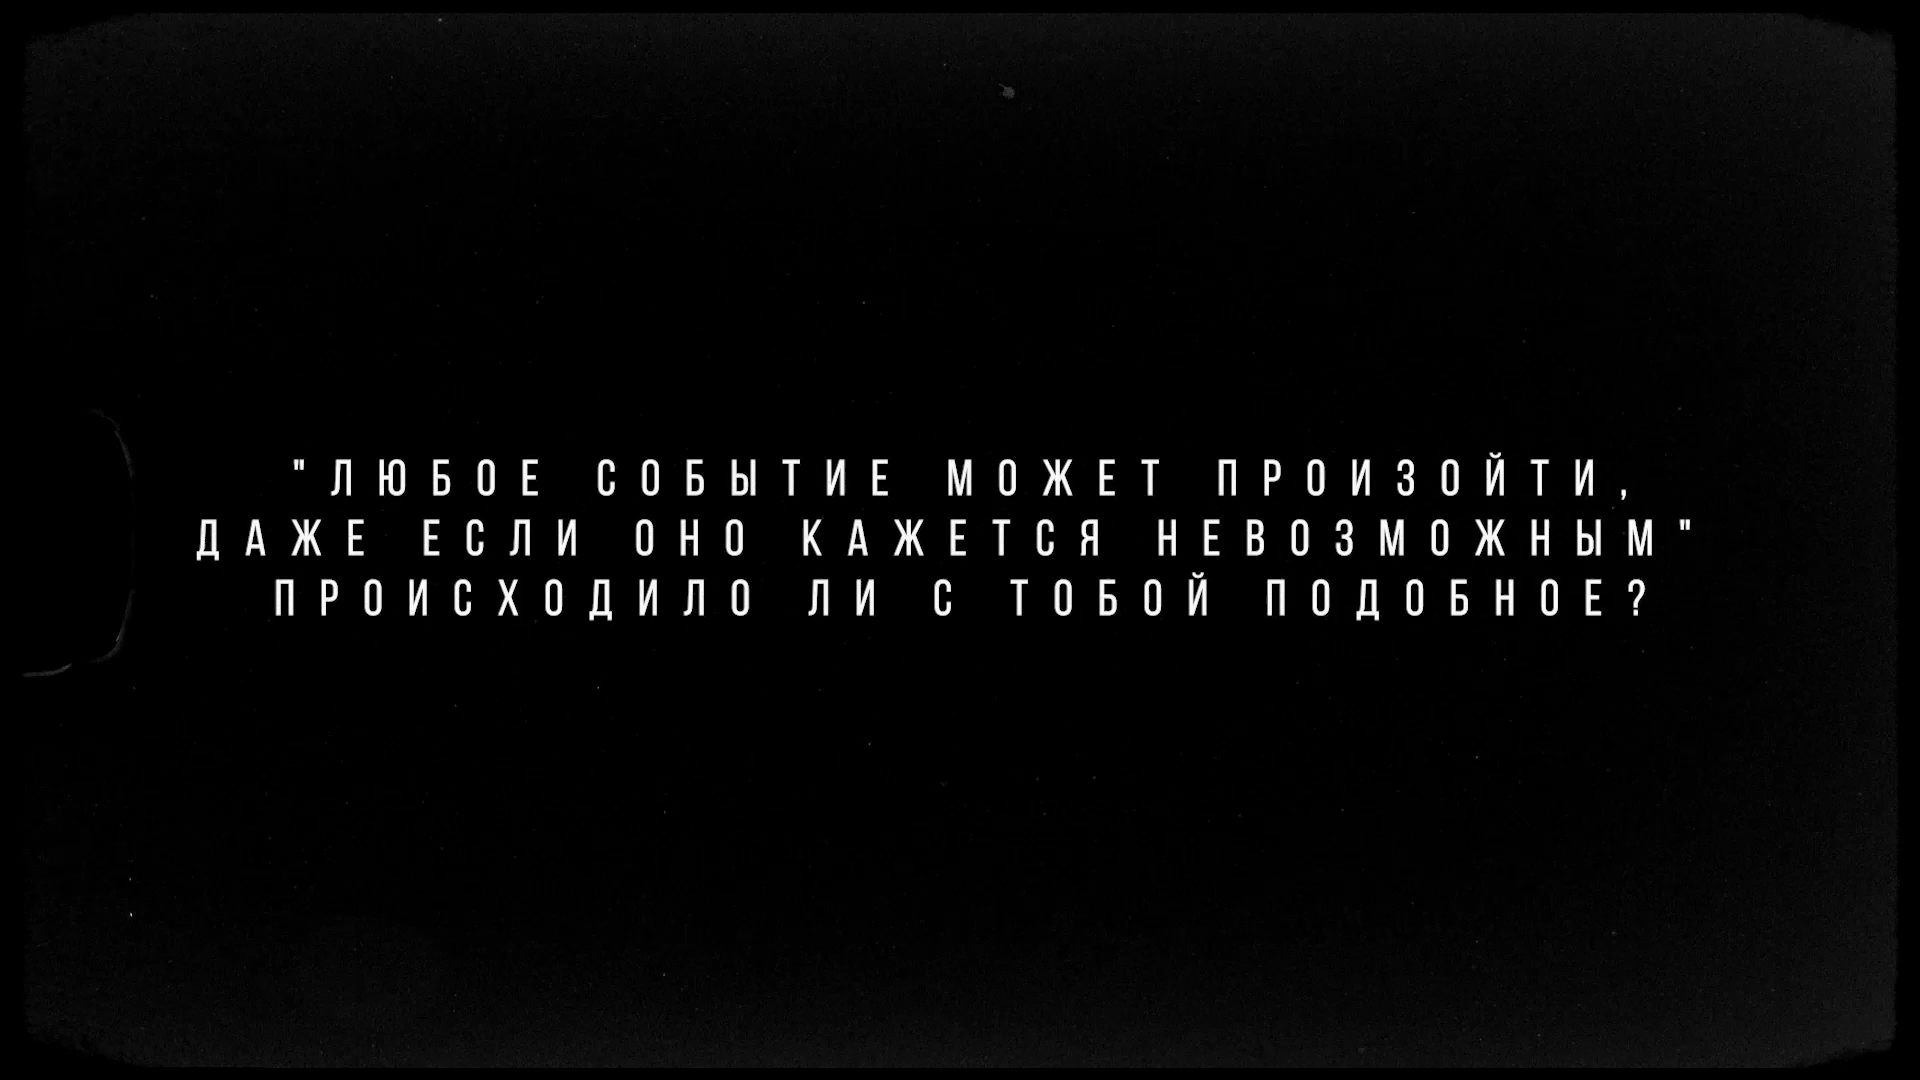 "ЛЮБОЕ СОБЫТИЕ МОЖЕТ ПРОИЗОЙТИ,
ДАЖЕ ЕСЛИ ОНО КАЖЕТСЯ НЕВОЗМОЖНЫМ"
ПРОИСХОДИЛО ЛИ С ТОБОЙ ПОДОБНОЕ?